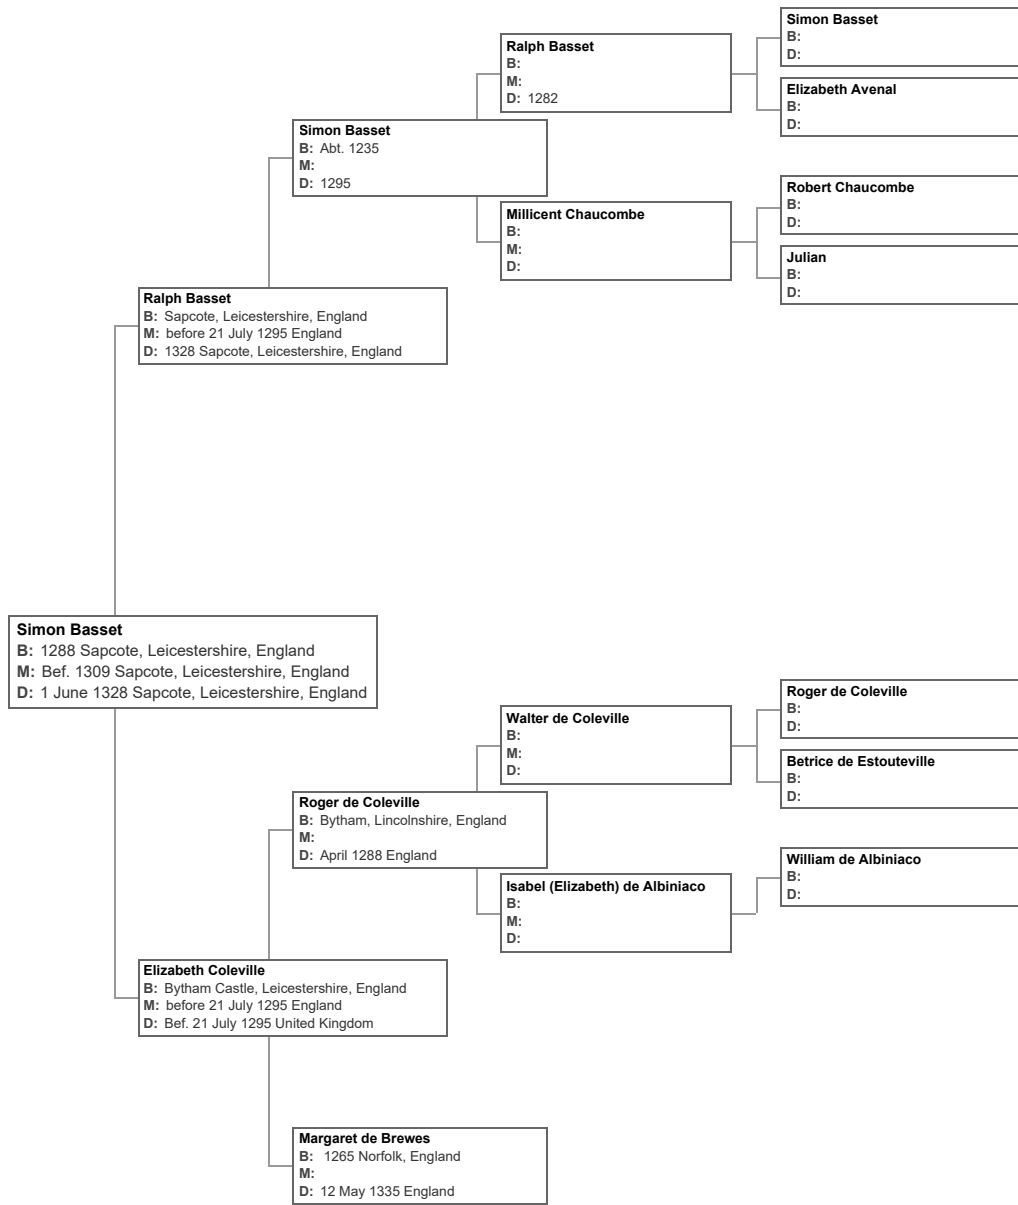 Simon Basset
B:
D:
Ralph Basset
B:
M:
D: 1282
Elizabeth Avenal
B:
D:
Simon Basset
B: Abt. 1235
M:
D: 1295
Robert Chaucombe
B:
D:
Millicent Chaucombe
B:
M:
D:
Julian
B:
D:
Ralph Basset
B: Sapcote, Leicestershire, England
M: before 21 July 1295 England
D: 1328 Sapcote, Leicestershire, England
Simon Basset
B: 1288 Sapcote, Leicestershire, England
M: Bef. 1309 Sapcote, Leicestershire, England
D: 1 June 1328 Sapcote, Leicestershire, England
Roger de Coleville
B:
D:
Walter de Coleville
B:
M:
D:
Betrice de Estouteville
B:
D:
Roger de Coleville
B: Bytham, Lincolnshire, England
M:
D: April 1288 England
William de Albiniaco
B:
D:
Isabel (Elizabeth) de Albiniaco
B:
M:
D:
Elizabeth Coleville
B: Bytham Castle, Leicestershire, England
M: before 21 July 1295 England
D: Bef. 21 July 1295 United Kingdom
Margaret de Brewes
B: 1265 Norfolk, England
M:
D: 12 May 1335 England